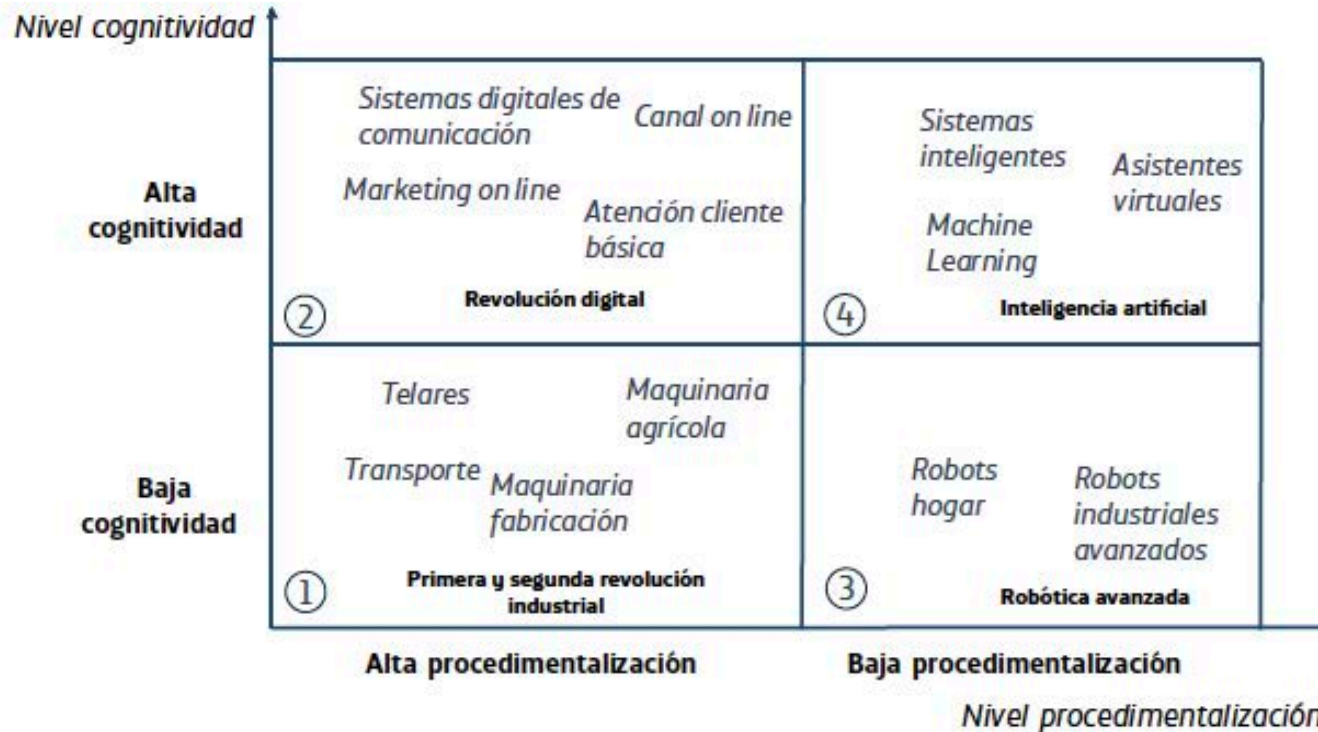 Nivel cognitividad
Alta
cognitividad
Sistemas digitales de
comunicación
Canal on line
Marketing on line
Atención cliente
básica
② Revolución digital
Sistemas
inteligentes
Asistentes
virtuales
Machine
Learning
④ Inteligencia artificial
Baja
cognitividad
Telares
Maquinaria
agrícola
Transporte
Maquinaria
fabricación
① Primera y segunda revolución
industrial
Robots
hogar
Robots
industriales
avanzados
③ Robótica avanzada
Alta procedimentalización
Baja procedimentalización
Nivel procedimentalización